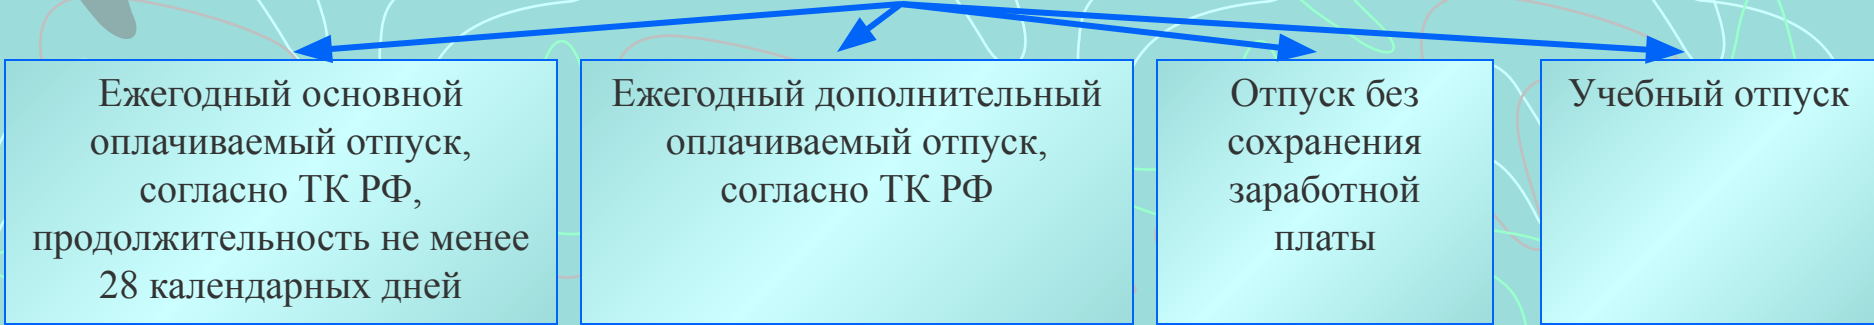 Ежегодный основной
оплачиваемый отпуск,
согласно ТК РФ,
продолжительность не менее
28 календарных дней
Ежегодный дополнительный
оплачиваемый отпуск,
согласно ТК РФ
Отпуск без
сохранения
заработной
платы
Учебный отпуск